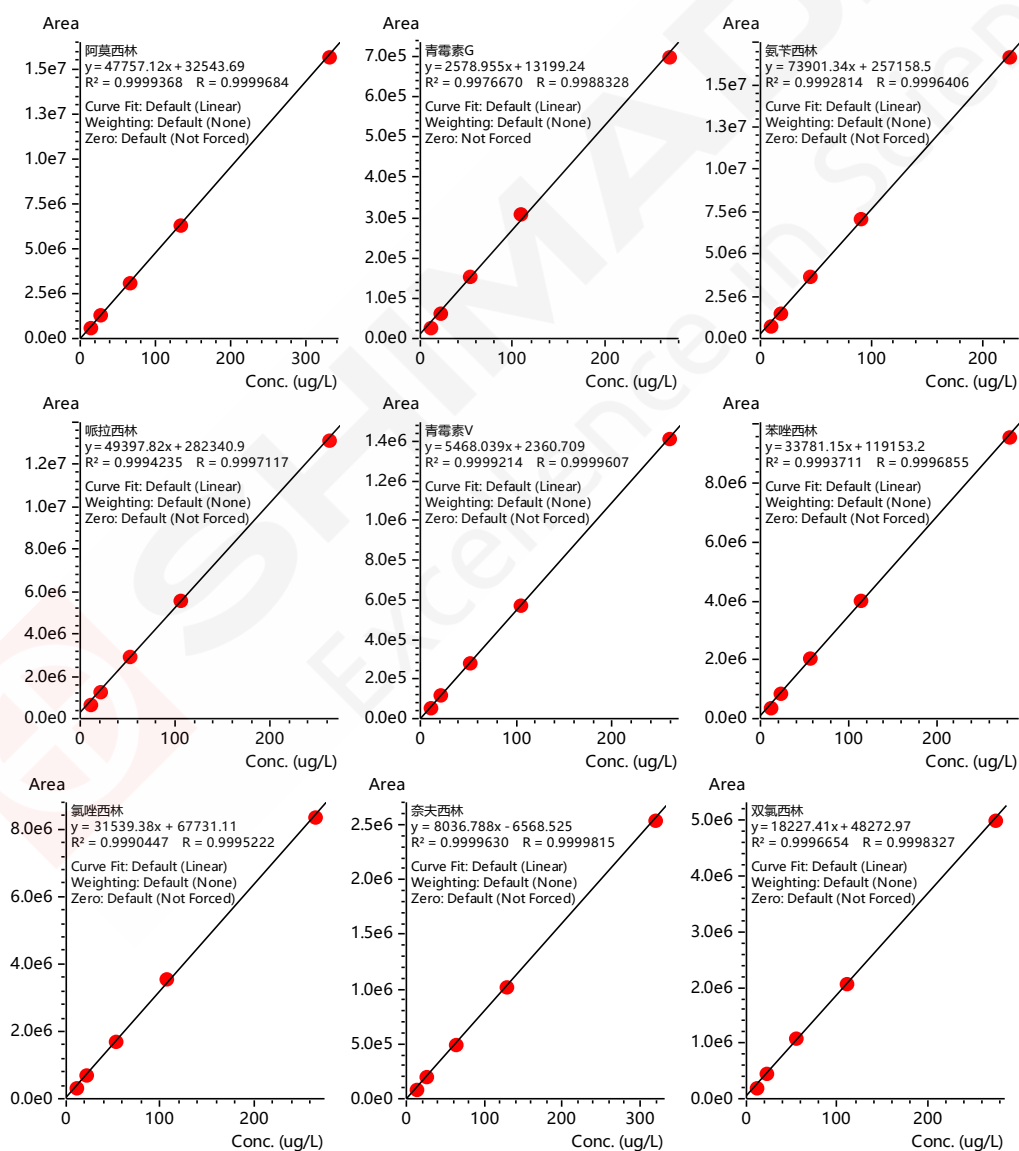 Area
阿莫西林
y = 47757.12x + 32543.69
R² = 0.9999368 R = 0.9999684
Curve Fit: Default (Linear)
Weighting: Default (None)
Zero: Default (Not Forced)
1.5e7
1.3e7
1.0e7
7.5e6
5.0e6
2.5e6
0.0e0
0 100 200 300
Conc. (ug/L)
Area
青霉素G
y = 2578.955x + 13199.24
R² = 0.9976670 R = 0.9988328
Curve Fit: Default (Linear)
Weighting: Default (None)
Zero: Not Forced
7.0e5
6.0e5
5.0e5
4.0e5
3.0e5
2.0e5
1.0e5
0.0e0
0 100 200
Conc. (ug/L)
Area
氨苄西林
y = 73901.34x + 257158.5
R² = 0.9992814 R = 0.9996406
Curve Fit: Default (Linear)
Weighting: Default (None)
Zero: Default (Not Forced)
1.5e7
1.3e7
1.0e7
7.5e6
5.0e6
2.5e6
0.0e0
0 100 200
Conc. (ug/L)
Area
哌拉西林
y = 49397.82x + 282340.9
R² = 0.9994235 R = 0.9997117
Curve Fit: Default (Linear)
Weighting: Default (None)
Zero: Default (Not Forced)
1.2e7
1.0e7
8.0e6
6.0e6
4.0e6
2.0e6
0.0e0
0 100 200
Conc. (ug/L)
Area
青霉素V
y = 5468.039x + 2360.709
R² = 0.9999214 R = 0.9999607
Curve Fit: Default (Linear)
Weighting: Default (None)
Zero: Default (Not Forced)
1.4e6
1.2e6
1.0e6
8.0e5
6.0e5
4.0e5
2.0e5
0.0e0
0 100 200
Conc. (ug/L)
Area
苯唑西林
y = 33781.15x + 119153.2
R² = 0.9993711 R = 0.9996855
Curve Fit: Default (Linear)
Weighting: Default (None)
Zero: Default (Not Forced)
8.0e6
6.0e6
4.0e6
2.0e6
0.0e0
0 100 200
Conc. (ug/L)
Area
氯唑西林
y = 31539.38x + 67731.11
R² = 0.9990447 R = 0.9995222
Curve Fit: Default (Linear)
Weighting: Default (None)
Zero: Default (Not Forced)
8.0e6
6.0e6
4.0e6
2.0e6
0.0e0
0 100 200
Conc. (ug/L)
Area
奈夫西林
y = 8036.788x - 6568.525
R² = 0.9999630 R = 0.9999815
Curve Fit: Default (Linear)
Weighting: Default (None)
Zero: Default (Not Forced)
2.5e6
2.0e6
1.5e6
1.0e6
5.0e5
0.0e0
0 100 200 300
Conc. (ug/L)
Area
双氯西林
y = 18227.41x + 48272.97
R² = 0.9996654 R = 0.9998327
Curve Fit: Default (Linear)
Weighting: Default (None)
Zero: Default (Not Forced)
5.0e6
4.0e6
3.0e6
2.0e6
1.0e6
0.0e0
0 100 200
Conc. (ug/L)
SHIMAD
Excellence in Scien